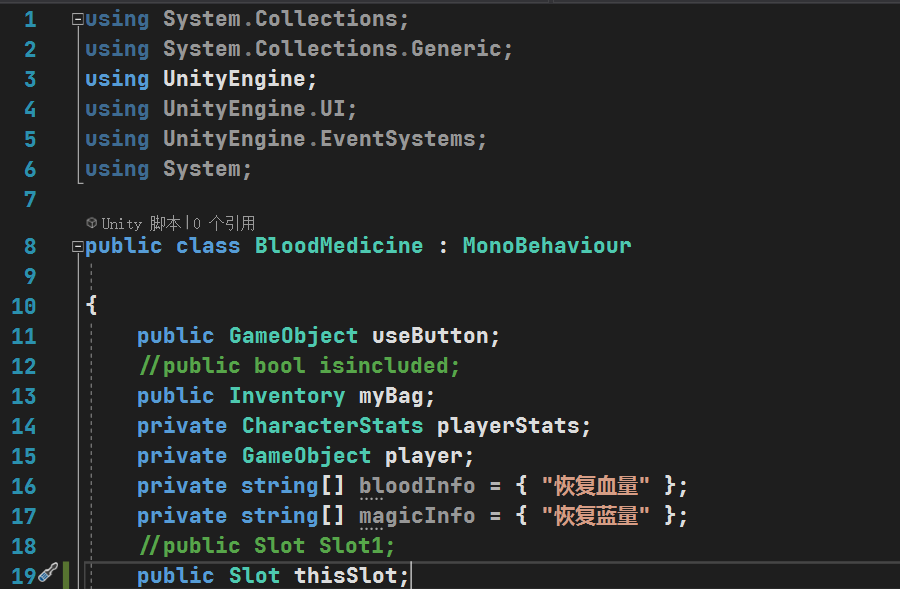 1 using System.Collections;
2 using System.Collections.Generic;
3 using UnityEngine;
4 using UnityEngine.UI;
5 using UnityEngine.EventSystems;
6 using System;
7
Unity 脚本|0 个引用
8 public class BloodMedicine : MonoBehaviour
9
10 {
11 public GameObject useButton;
12 //public bool isincluded;
13 public Inventory myBag;
14 private CharacterStats playerStats;
15 private GameObject player;
16 private string[] bloodInfo = { "恢复血量" };
17 private string[] magicInfo = { "恢复蓝量" };
18 //public Slot Slot1;
19 public Slot thisSlot;